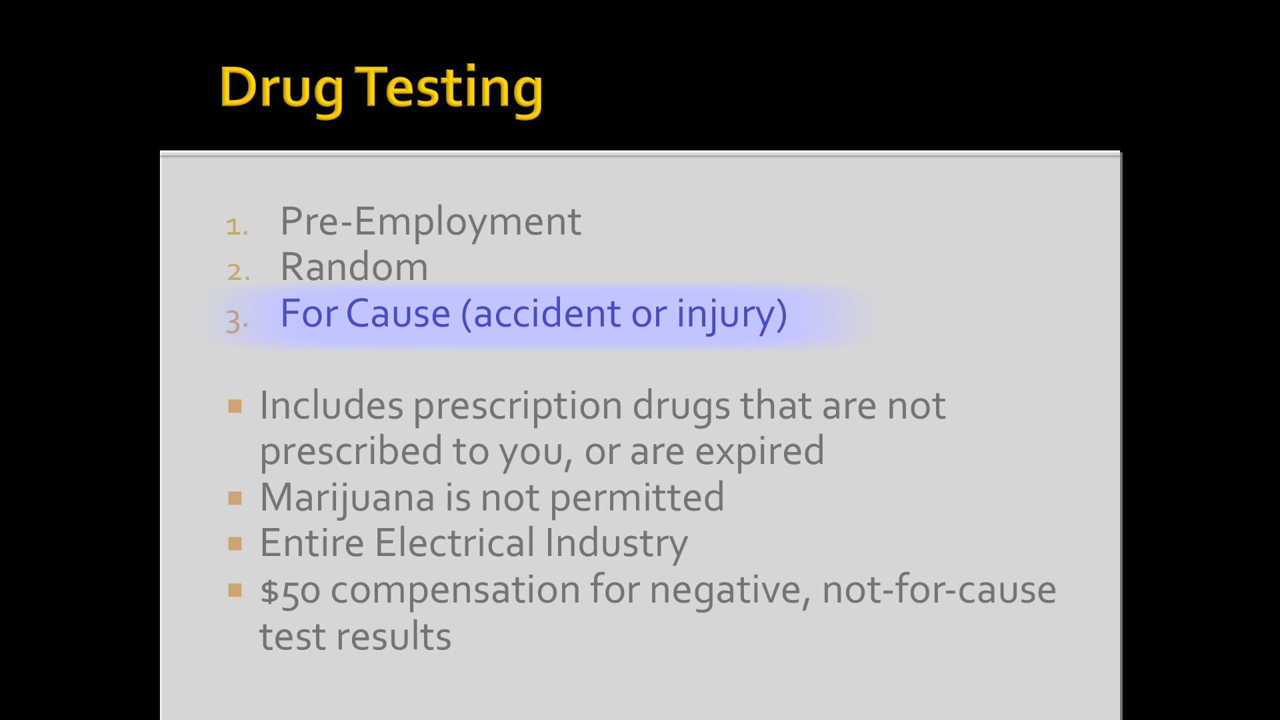 Drug Testing
1. Pre-Employment
2. Random
3. For Cause (accident or injury)
Includes prescription drugs that are not
prescribed to you, or are expired
Marijuana is not permitted
Entire Electrical Industry
$50 compensation for negative, not-for-cause
test results